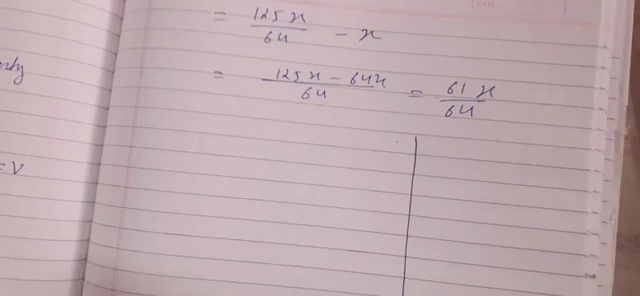 = 125x/64 - x
= 125x - 64x/64 = 61x/64
= V